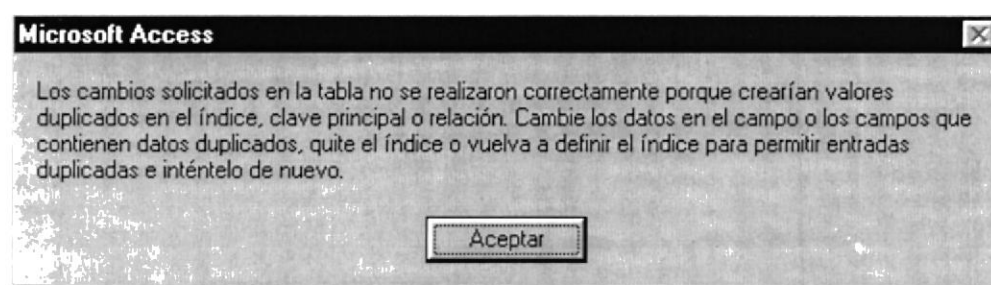 Microsoft Access
Los cambios solicitados en la tabla no se realizaron correctamente porque crearían valores
duplicados en el índice, clave principal o relación. Cambie los datos en el campo o los campos que
contienen datos duplicados, quite el índice o vuelva a definir el índice para permitir entradas
duplicadas e inténtelo de nuevo.
Aceptar